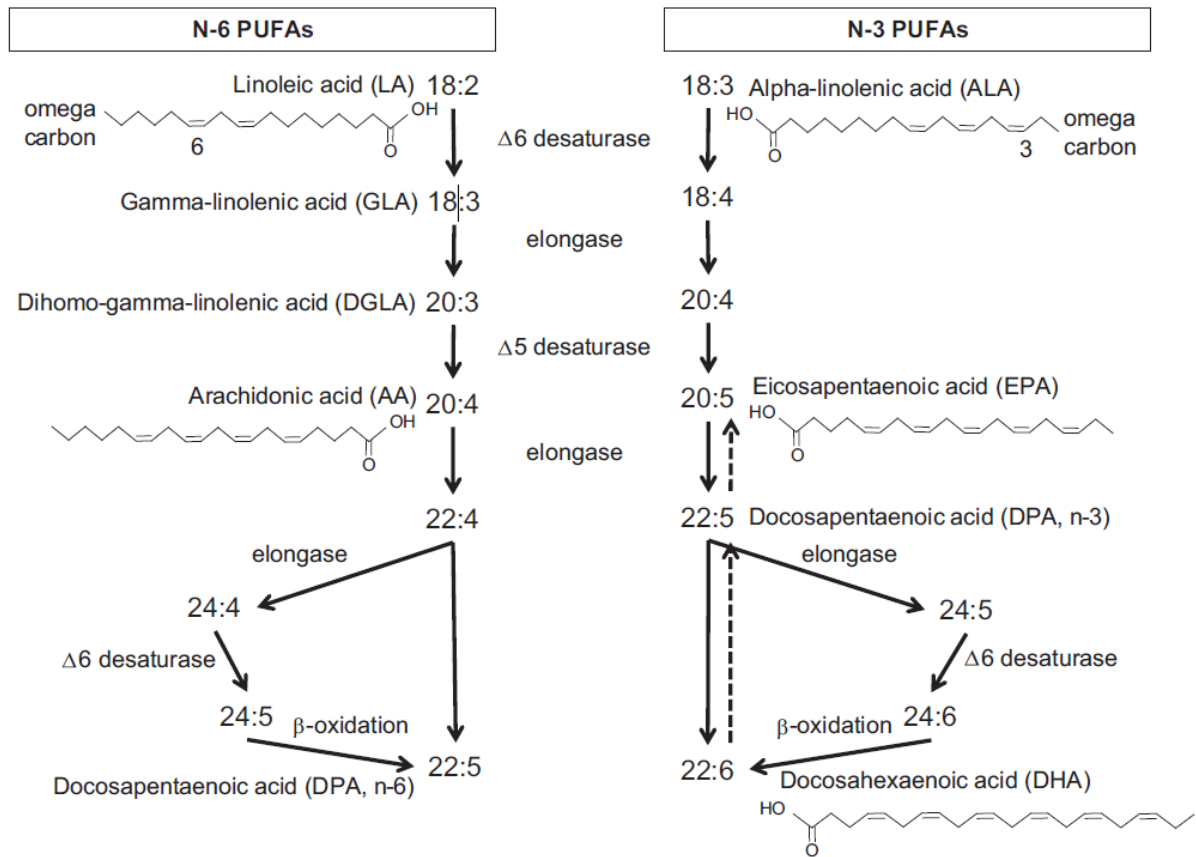 N-6 PUFAs
N-3 PUFAs
Linoleic acid (LA) 18:2
omega
carbon
OH
O
6
Δ6 desaturase
18:3 Alpha-linolenic acid (ALA)
HO
O
3
omega
carbon
Gamma-linolenic acid (GLA) 18:3
18:4
elongase
Dihomo-gamma-linolenic acid (DGLA) 20:3
20:4
Δ5 desaturase
Arachidonic acid (AA) 20:4
OH
O
20:5 Eicosapentaenoic acid (EPA)
HO
O
elongase
22:4
22:5 Docosapentaenoic acid (DPA, n-3)
elongase
elongase
24:4
24:5
Δ6 desaturase
Δ6 desaturase
24:5
β-oxidation
β-oxidation 24:6
22:5
Docosapentaenoic acid (DPA, n-6)
22:6
Docosahexaenoic acid (DHA)
HO
O